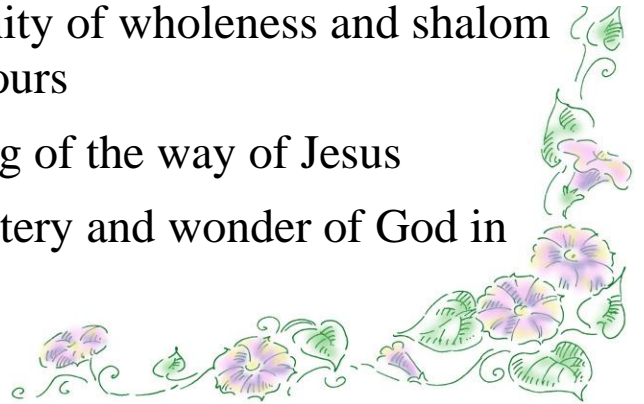 ity of wholeness and shalom
ours
g of the way of Jesus
tery and wonder of God in